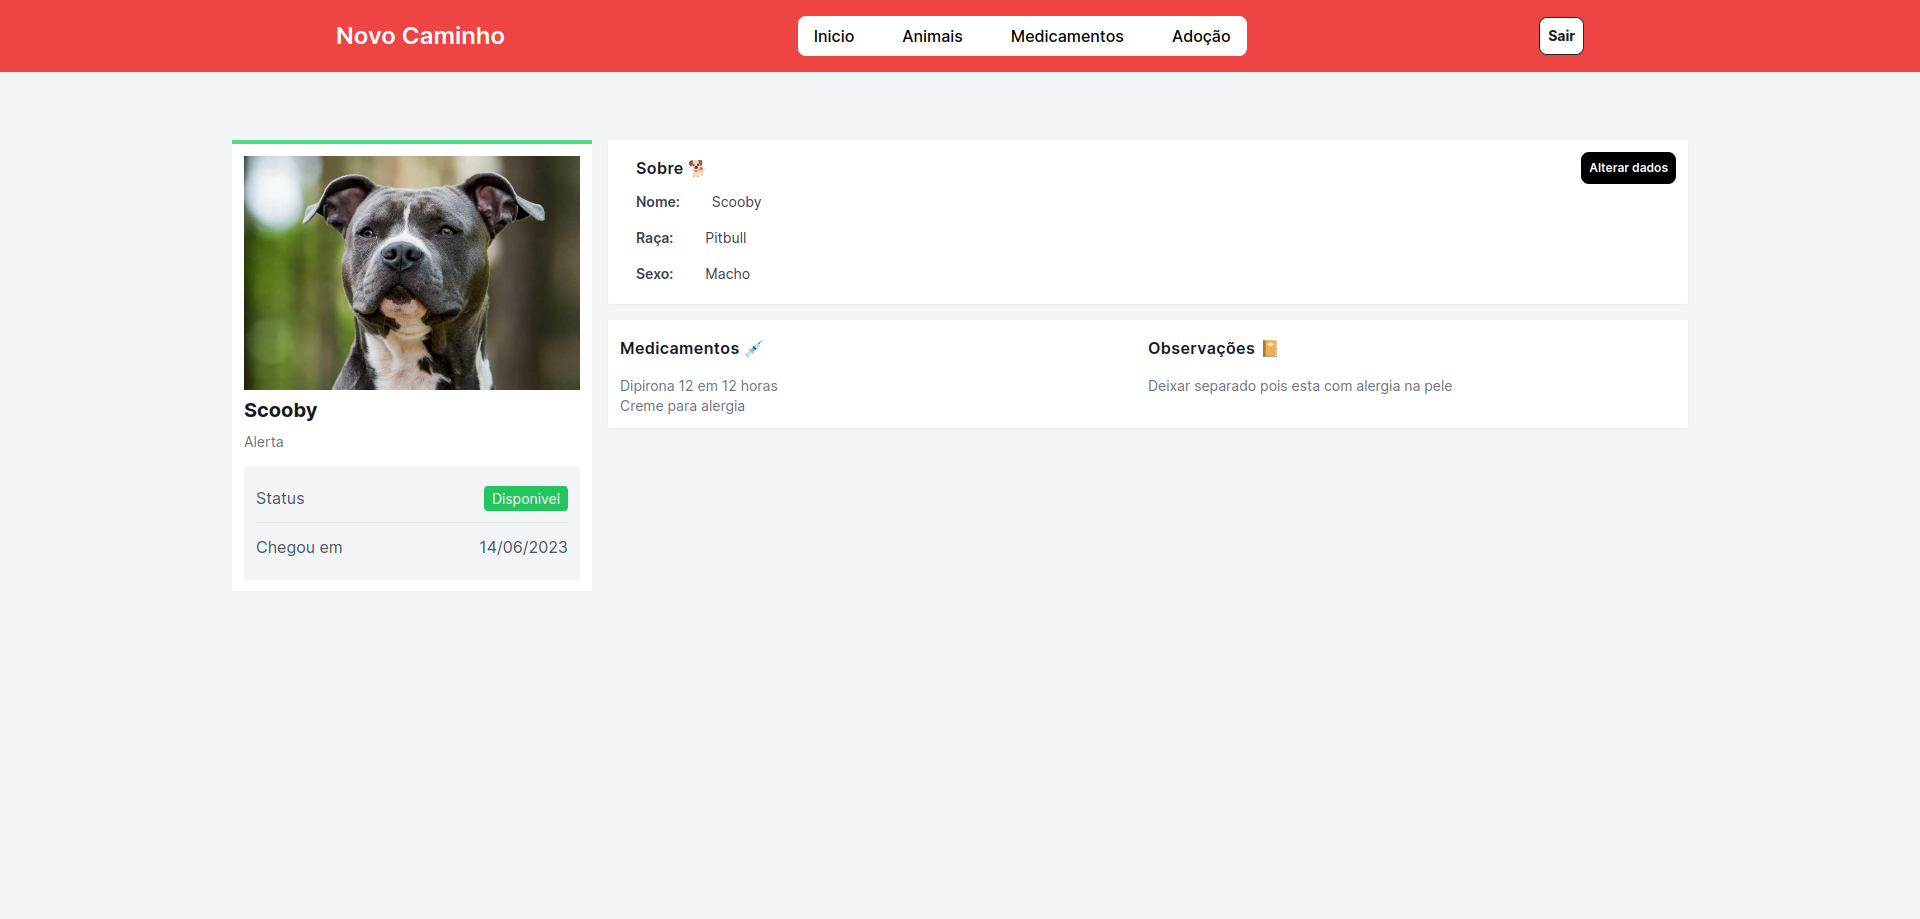 Novo Caminho
Inicio Animais Medicamentos Adoção
Sair
Scooby
Alerta
Status Disponivel
Chegou em 14/06/2023
Sobre 🐕
Alterar dados
Nome: Scooby
Raça: Pitbull
Sexo: Macho
Medicamentos 💉
Dipirona 12 em 12 horas
Creme para alergia
Observações 📔
Deixar separado pois esta com alergia na pele